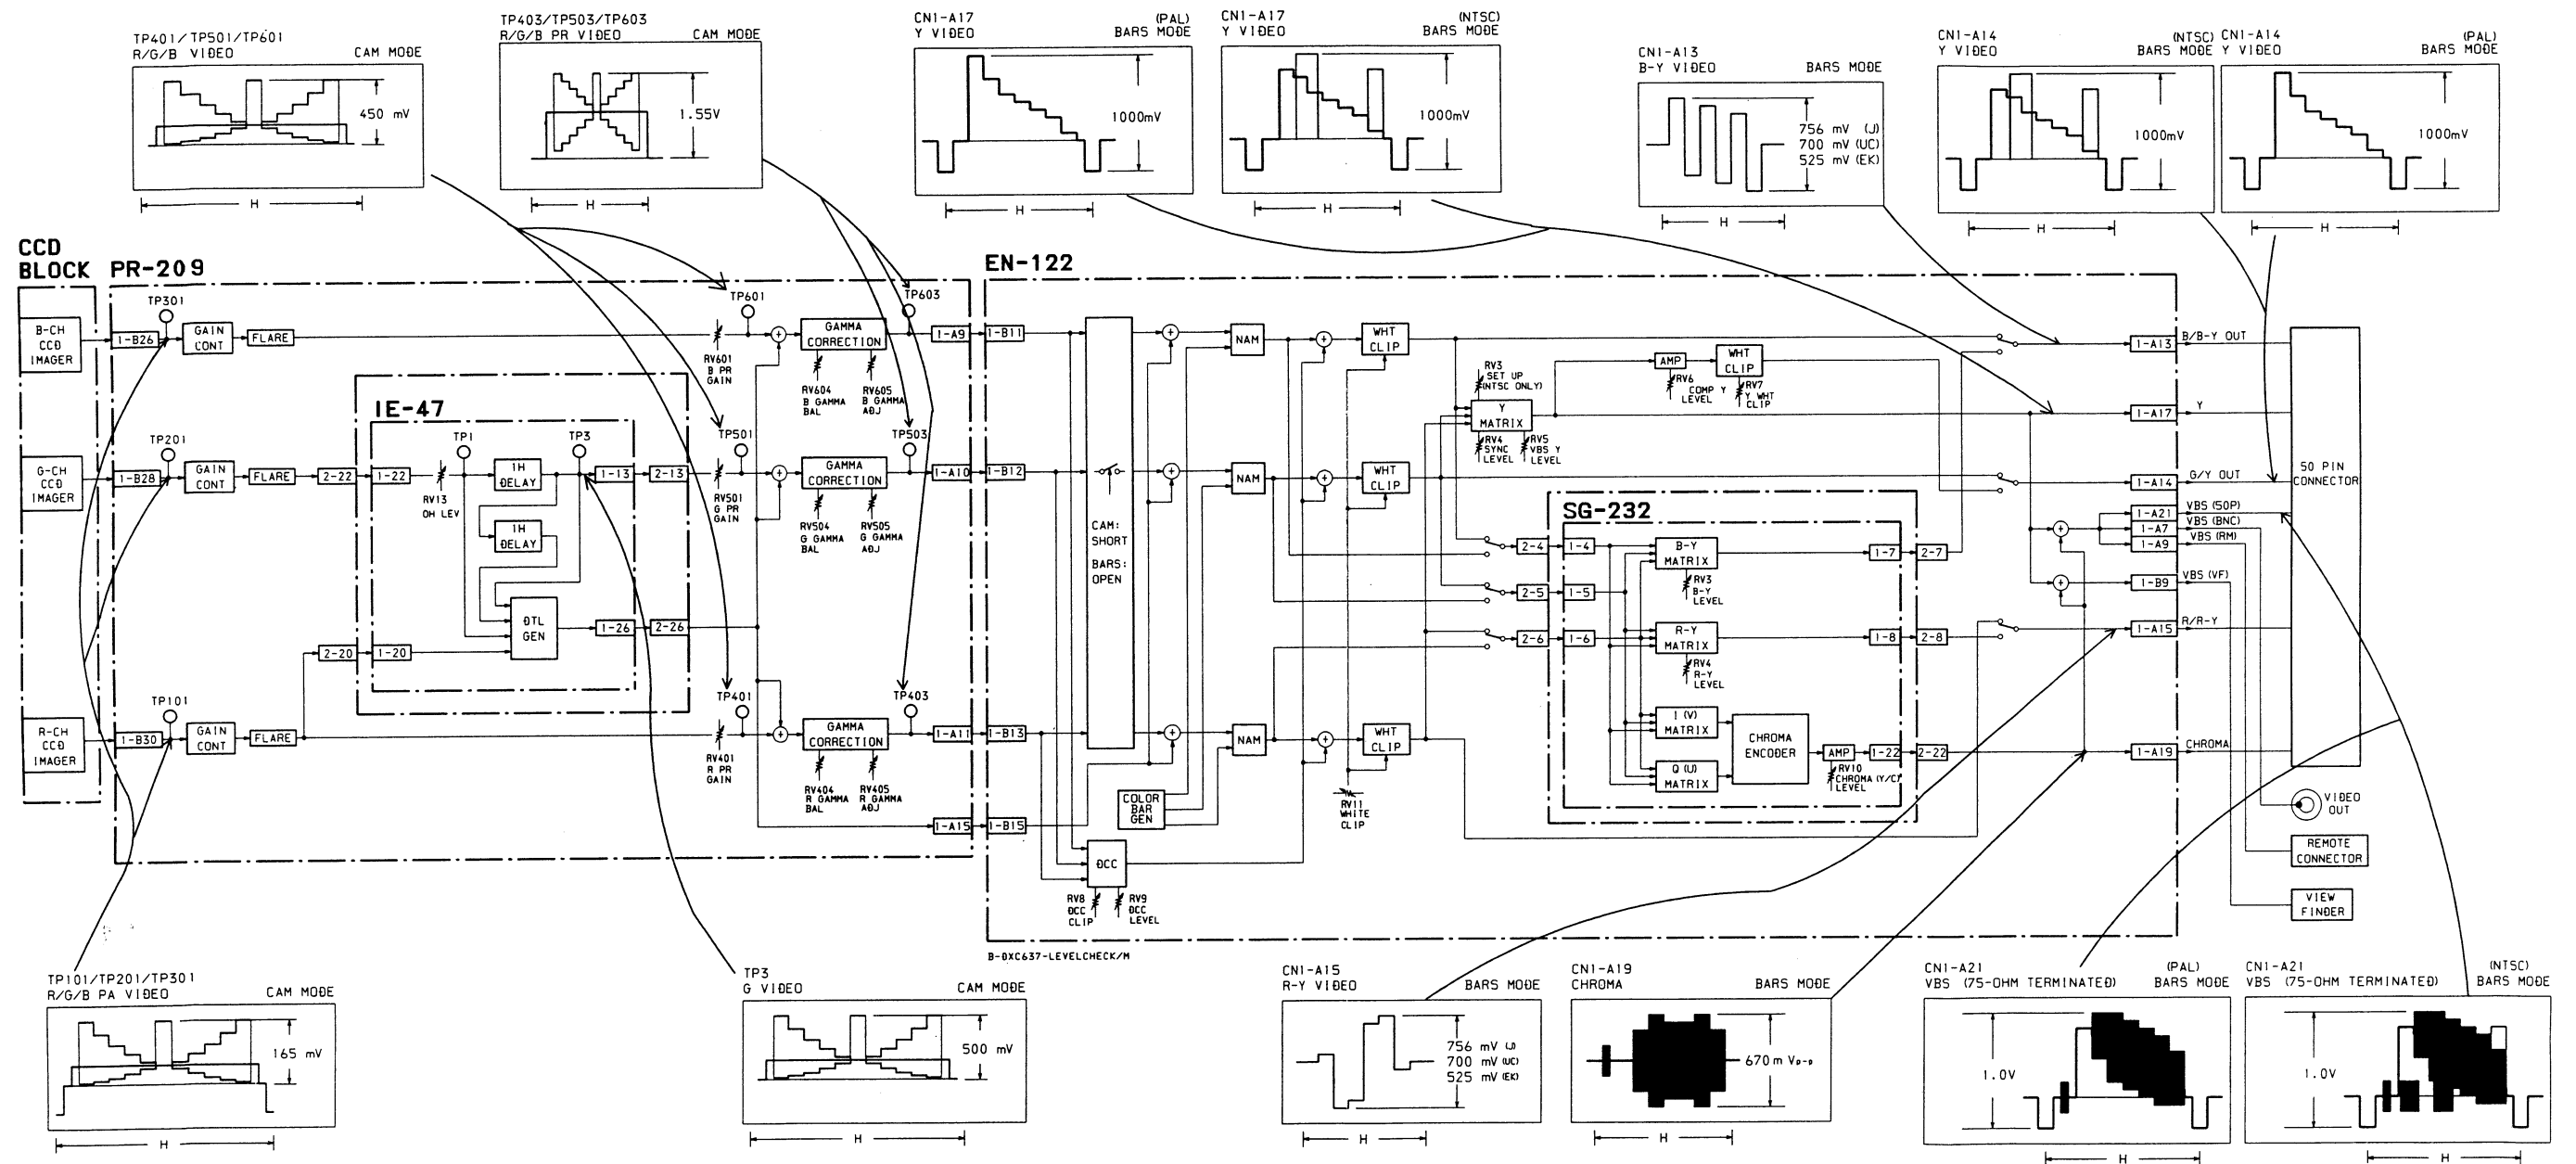 TP401/TP501/TP601
R/G/B VIDEO CAM MODE
450 mV
H
TP403/TP503/TP603
R/G/B PR VIDEO CAM MODE
1.55V
H
CN1-A17 (PAL)
Y VIDEO BARS MODE
1000mV
H
CN1-A17 (NTSC)
Y VIDEO BARS MODE
1000mV
H
CN1-A13
B-Y VIDEO BARS MODE
756 mV (J)
700 mV (UC)
525 mV (EK)
H
CN1-A14 (NTSC)
Y VIDEO BARS MODE
1000mV
H
CN1-A14 (PAL)
Y VIDEO BARS MODE
1000mV
H
CCD
BLOCK
PR-209
EN-122
B-CH
CCD
IMAGER
1-B26
TP301
GAIN
CONT
FLARE
RV601
B PR
GAIN
TP601
+
GAMMA
CORRECTION
RV604
B GAMMA
BAL
RV605
B GAMMA
ADJ
TP603
1-A9
1-B11
G-CH
CCD
IMAGER
1-B28
TP201
GAIN
CONT
FLARE
2-22
IE-47
1-22
RV13
OH LEV
TP1
1H
DELAY
1H
DELAY
TP3
DTL
GEN
1-13
2-13
1-26
2-26
2-20
1-20
TP501
RV501
G PR
GAIN
+
GAMMA
CORRECTION
RV504
G GAMMA
BAL
RV505
G GAMMA
ADJ
TP503
1-A10
1-B12
R-CH
CCD
IMAGER
1-B30
TP101
GAIN
CONT
FLARE
TP401
RV401
R PR
GAIN
+
GAMMA
CORRECTION
RV404
R GAMMA
BAL
RV405
R GAMMA
ADJ
TP403
1-A11
1-B13
1-A15
1-B15
CAM:
SHORT
BARS:
OPEN
+
NAM
+
WHT
CLIP
+
NAM
+
WHT
CLIP
+
NAM
+
WHT
CLIP
COLOR
BAR
GEN
DCC
RV8
DCC
CLIP
RV9
DCC
LEVEL
RV11
WHITE
CLIP
RV3
SET UP
(NTSC ONLY)
Y
MATRIX
RV4
SYNC
LEVEL
RV5
VBS Y
LEVEL
AMP
RV6
COMP Y
LEVEL
WHT
CLIP
RV7
Y WHT
CLIP
SG-232
2-4
1-4
2-5
1-5
2-6
1-6
B-Y
MATRIX
RV3
B-Y
LEVEL
R-Y
MATRIX
RV4
R-Y
LEVEL
I (V)
MATRIX
Q (U)
MATRIX
CHROMA
ENCODER
AMP
RV10
CHROMA (Y/C)
LEVEL
1-7
2-7
1-8
2-8
1-22
2-22
+
+
1-A13
B/B-Y OUT
1-A17
Y
1-A14
G/Y OUT
1-A21
VBS (50P)
1-A7
VBS (BNC)
1-A9
VBS (RM)
1-B9
VBS (VF)
1-A15
R/R-Y
1-A19
CHROMA
50 PIN
CONNECTOR
VIDEO
OUT
REMOTE
CONNECTOR
VIEW
FINDER
B-DXC637-LEVELCHECK/M
TP101/TP201/TP301
R/G/B PA VIDEO CAM MODE
165 mV
H
TP3
G VIDEO CAM MODE
500 mV
H
CN1-A15
R-Y VIDEO BARS MODE
756 mV (J)
700 mV (UC)
525 mV (EK)
H
CN1-A19
CHROMA BARS MODE
670m Vp-p
H
CN1-A21 (PAL)
VBS (75-OHM TERMINATED) BARS MODE
1.0V
H
CN1-A21 (NTSC)
VBS (75-OHM TERMINATED) BARS MODE
1.0V
H